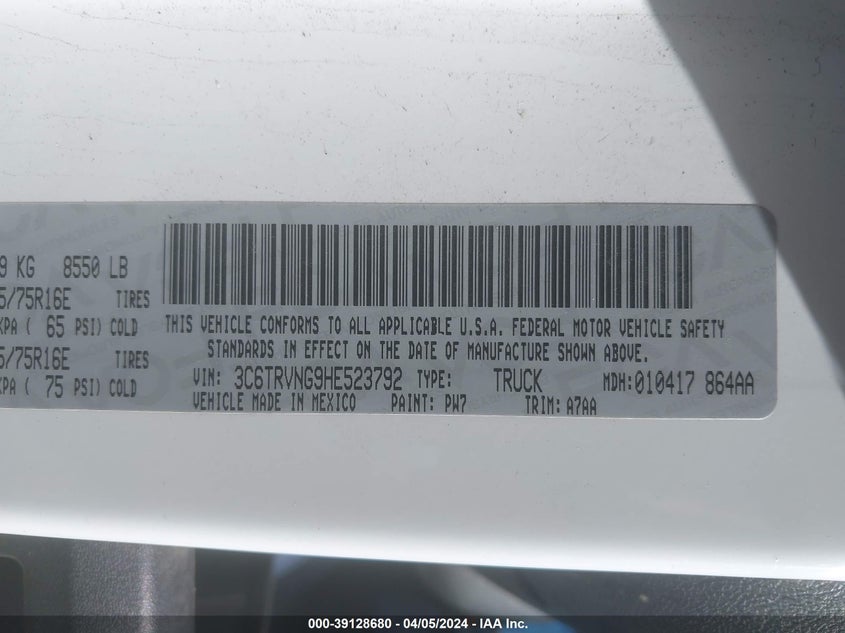 9 KG 8550 LB
5/75R16E TIRES
KPA ( 65 PSI) COLD
5/75R16E TIRES
KPA ( 75 PSI) COLD
THIS VEHICLE CONFORMS TO ALL APPLICABLE U.S.A. FEDERAL MOTOR VEHICLE SAFETY
STANDARDS IN EFFECT ON THE DATE OF MANUFACTURE SHOWN ABOVE.
VIN: 3C6TRVNG9HE523792 TYPE: TRUCK MDH:010417 864AA
VEHICLE MADE IN MEXICO PAINT: PW7 TRIM: A7AA
000-39128680 - 04/05/2024 - IAA Inc.